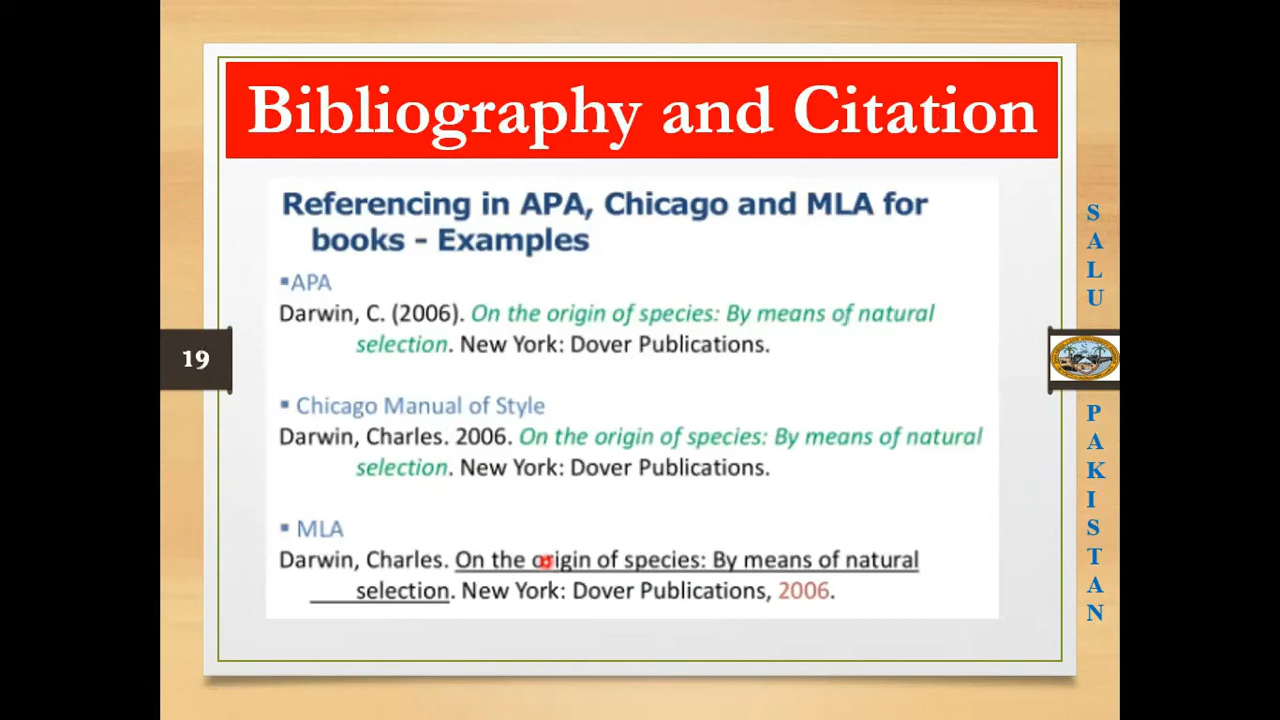 Bibliography and Citation
Referencing in APA, Chicago and MLA for
books - Examples
▪APA
Darwin, C. (2006). On the origin of species: By means of natural
selection. New York: Dover Publications.
▪ Chicago Manual of Style
Darwin, Charles. 2006. On the origin of species: By means of natural
selection. New York: Dover Publications.
▪ MLA
Darwin, Charles. On the origin of species: By means of natural
selection. New York: Dover Publications, 2006.
19
SALU
PAKISTAN